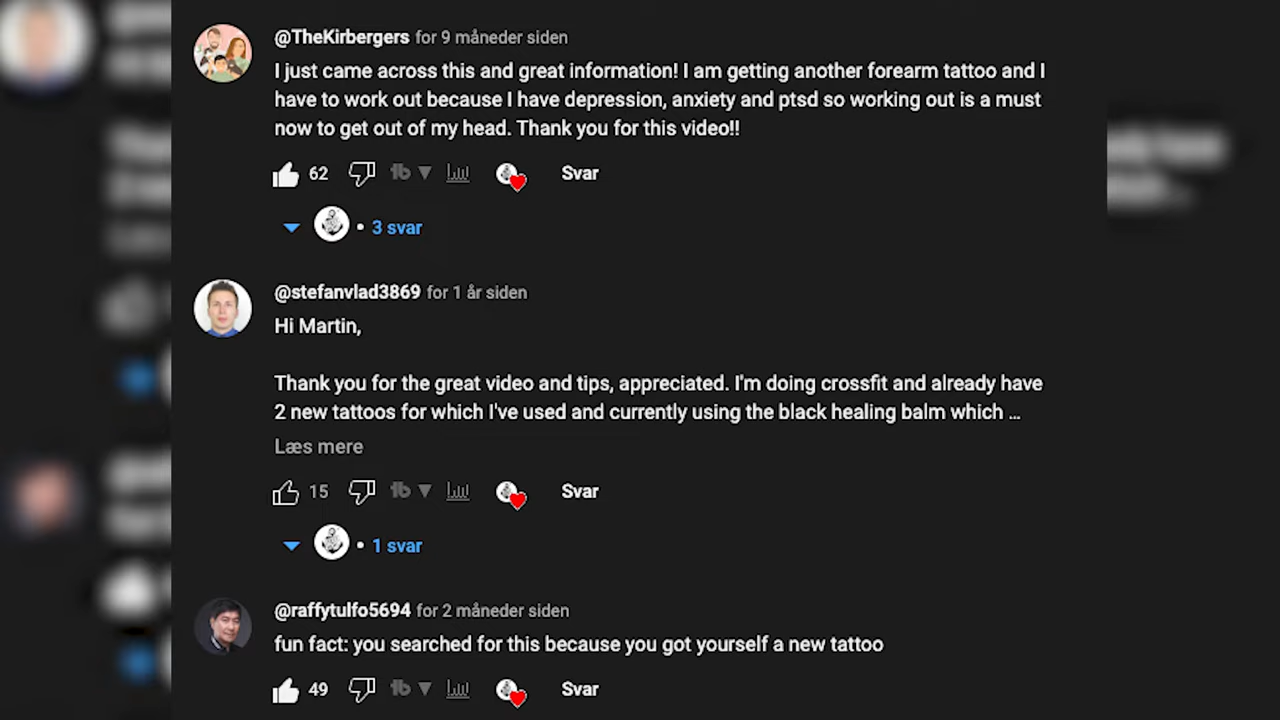 @TheKirbergers for 9 måneder siden
I just came across this and great information! I am getting another forearm tattoo and I
have to work out because I have depression, anxiety and ptsd so working out is a must
now to get out of my head. Thank you for this video!!
62 Svar
• 3 svar
@stefanvlad3869 for 1 år siden
Hi Martin,
Thank you for the great video and tips, appreciated. I'm doing crossfit and already have
2 new tattoos for which I've used and currently using the black healing balm which ...
Læs mere
15 Svar
• 1 svar
@raffytulfo5694 for 2 måneder siden
fun fact: you searched for this because you got yourself a new tattoo
49 Svar